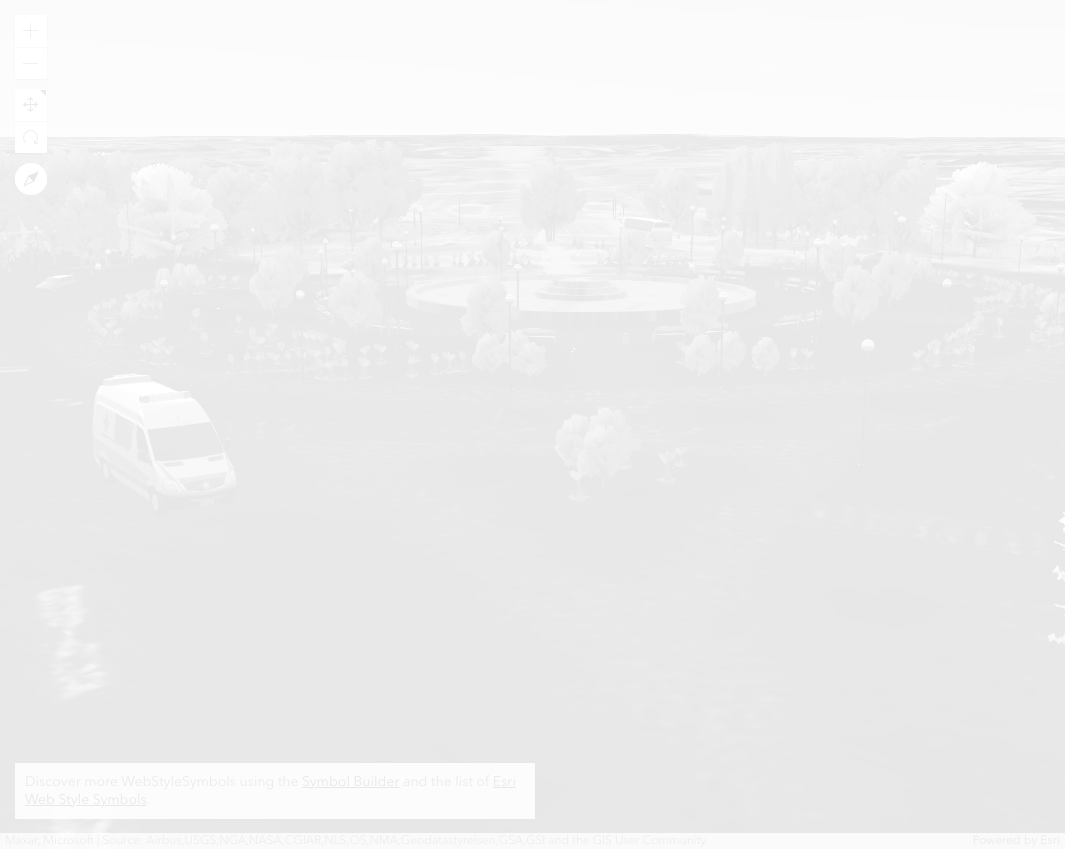 Discover more WebStyleSymbols using the Symbol Builder and the list of Esri
Web Style Symbols.
Maxar, Microsoft | Source: Airbus,USGS,NGA,NASA,CGIAR,NLS,OS,NMA,Geodatastyrelsen,GSA,GSI and the GIS User Community
Powered by Esri